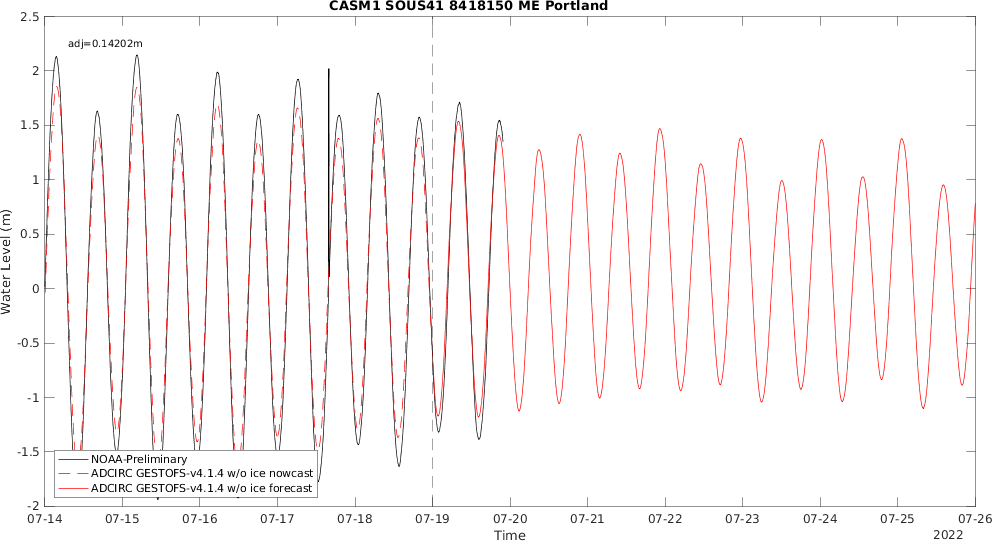 CASM1 SOUS41 8418150 ME Portland
adj=0.14202m
2.5
2
1.5
1
0.5
0
-0.5
-1
-1.5
-2
Water Level (m)
NOAA-Preliminary
ADCIRC GESTOFS-v4.1.4 w/o ice nowcast
ADCIRC GESTOFS-v4.1.4 w/o ice forecast
07-14 07-15 07-16 07-17 07-18 07-19 07-20 07-21 07-22 07-23 07-24 07-25 07-26
Time
2022